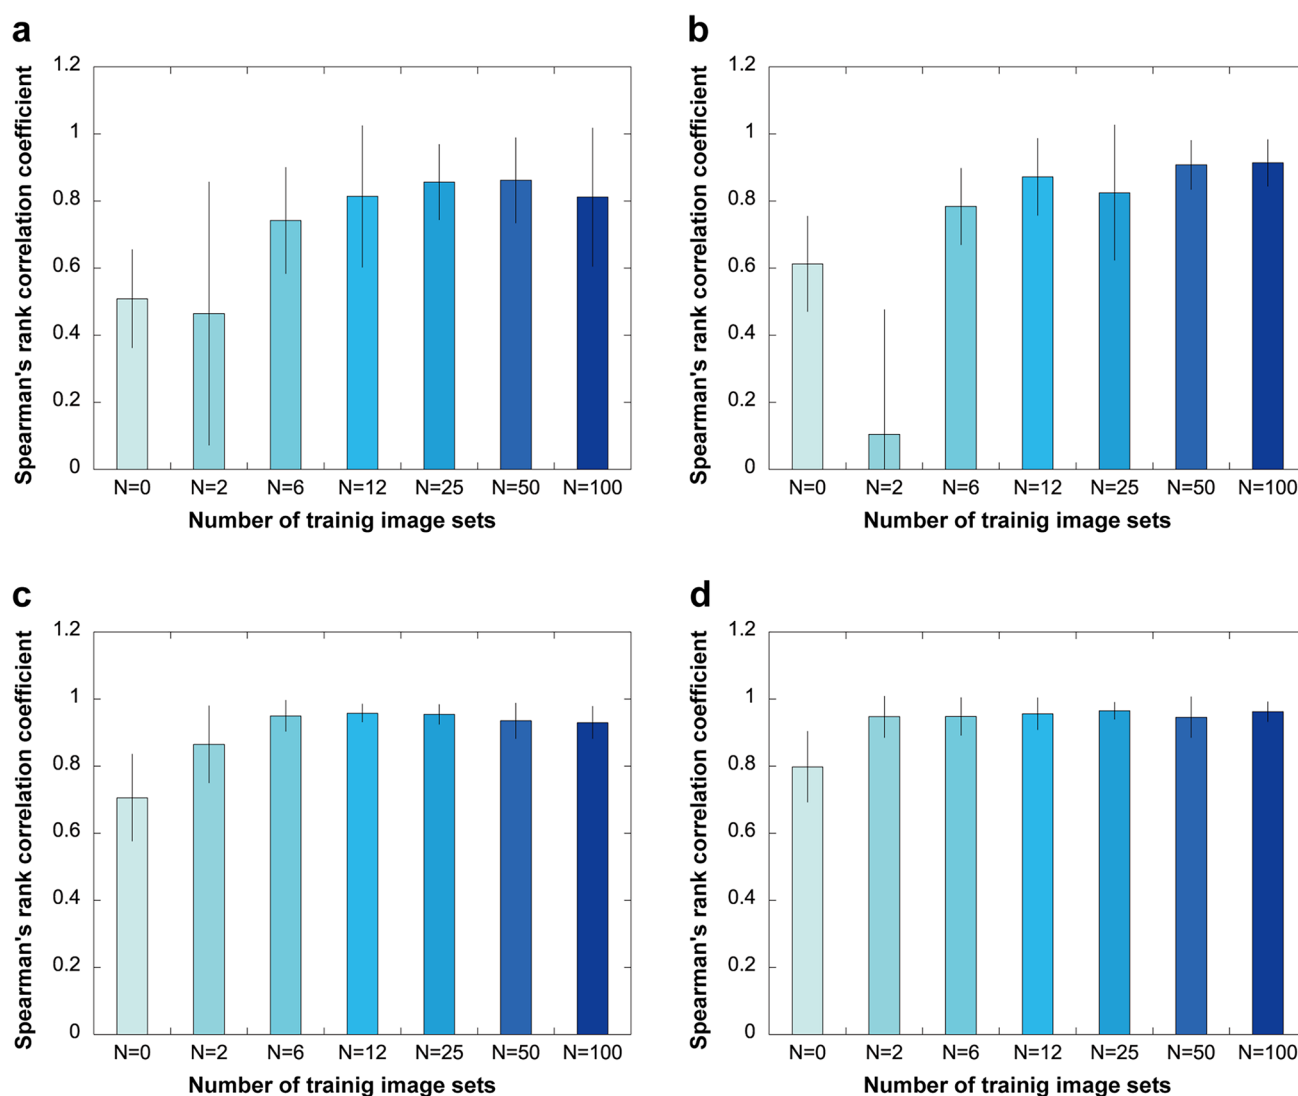 a
Spearman's rank correlation coefficient
1.2
1
0.8
0.6
0.4
0.2
0
N=0 N=2 N=6 N=12 N=25 N=50 N=100
Number of trainig image sets
b
Spearman's rank correlation coefficient
1.2
1
0.8
0.6
0.4
0.2
0
N=0 N=2 N=6 N=12 N=25 N=50 N=100
Number of trainig image sets
c
Spearman's rank correlation coefficient
1.2
1
0.8
0.6
0.4
0.2
0
N=0 N=2 N=6 N=12 N=25 N=50 N=100
Number of trainig image sets
d
Spearman's rank correlation coefficient
1.2
1
0.8
0.6
0.4
0.2
0
N=0 N=2 N=6 N=12 N=25 N=50 N=100
Number of trainig image sets